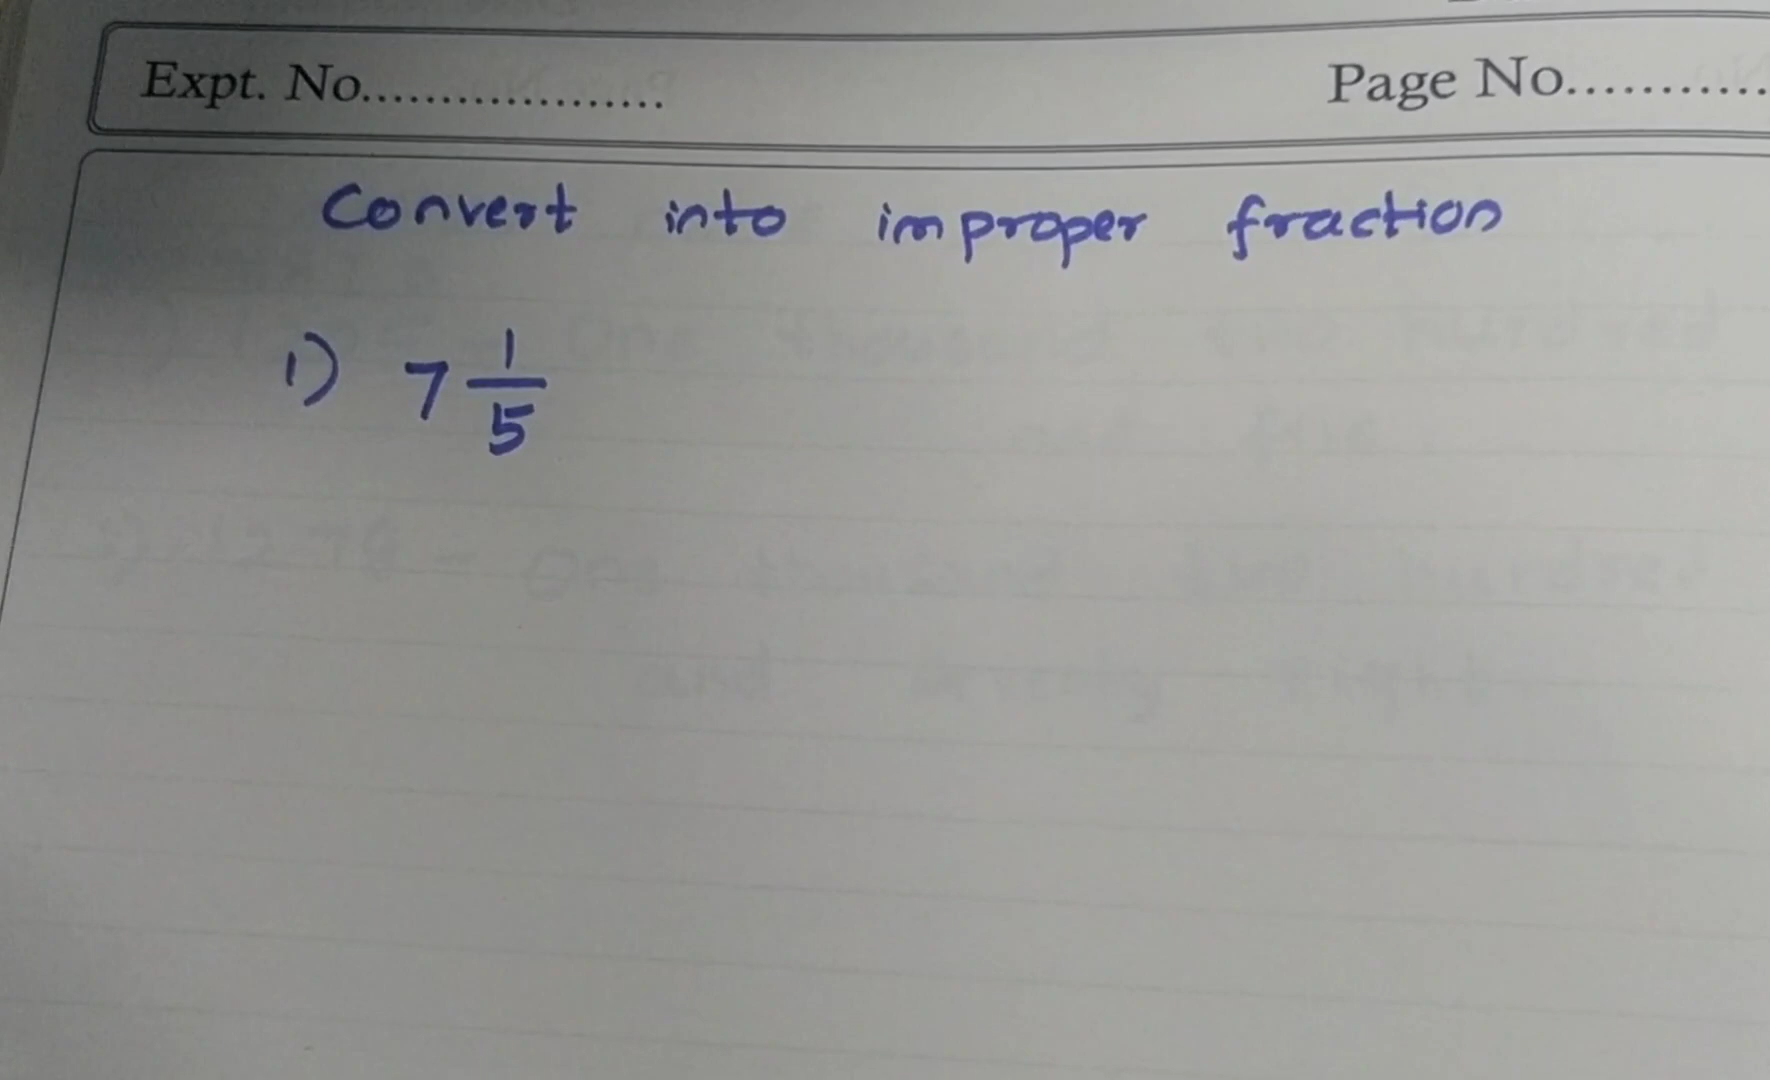 Expt. No...................
Page No...........
Convert into improper fraction
1) 7 1/5